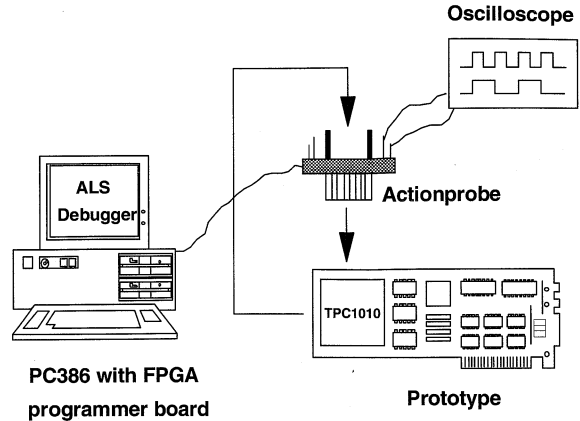 Oscilloscope
ALS
Debugger
Actionprobe
TPC1010
PC386 with FPGA
programmer board
Prototype